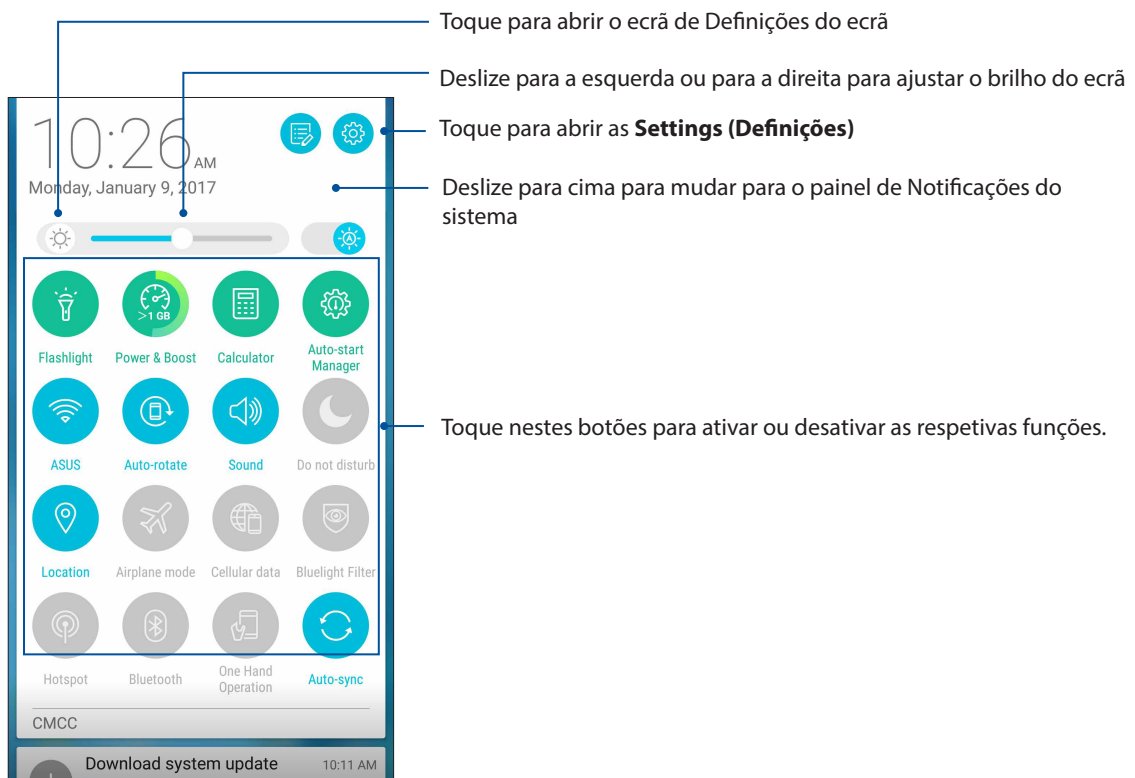 Toque para abrir o ecrã de Definições do ecrã
Deslize para a esquerda ou para a direita para ajustar o brilho do ecrã
Toque para abrir as Settings (Definições)
Deslize para cima para mudar para o painel de Notificações do
sistema
10:26 AM
Monday, January 9, 2017
A
>1 GB
Flashlight Power & Boost Calculator Auto-start
Manager
ASUS Auto-rotate Sound Do not disturb
Toque nestes botões para ativar ou desativar as respetivas funções.
Location Airplane mode Cellular data Bluelight Filter
Hotspot Bluetooth One Hand
Operation Auto-sync
CMCC
Download system update 10:11 AM